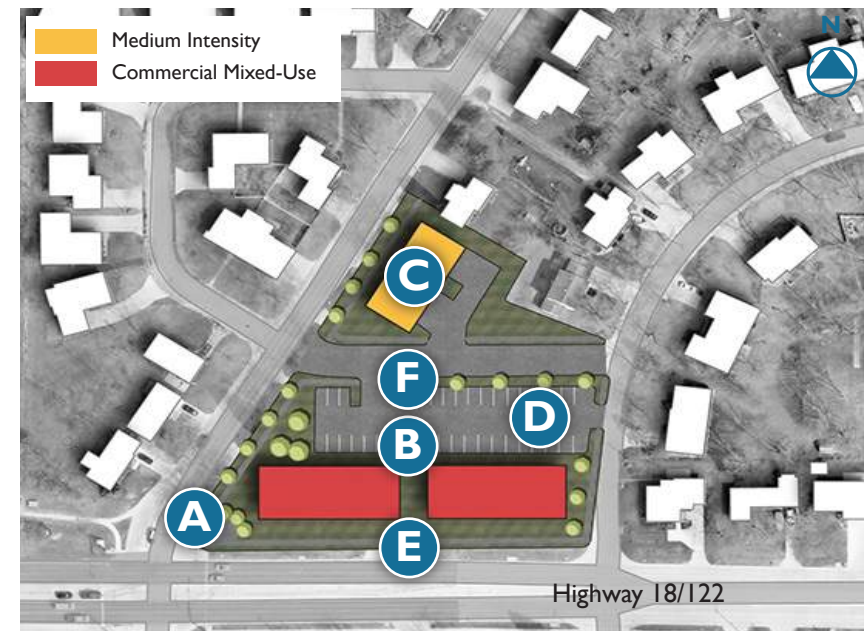 N
Medium Intensity
Commercial Mixed-Use
C
F
D
B
A
E
Highway 18/122